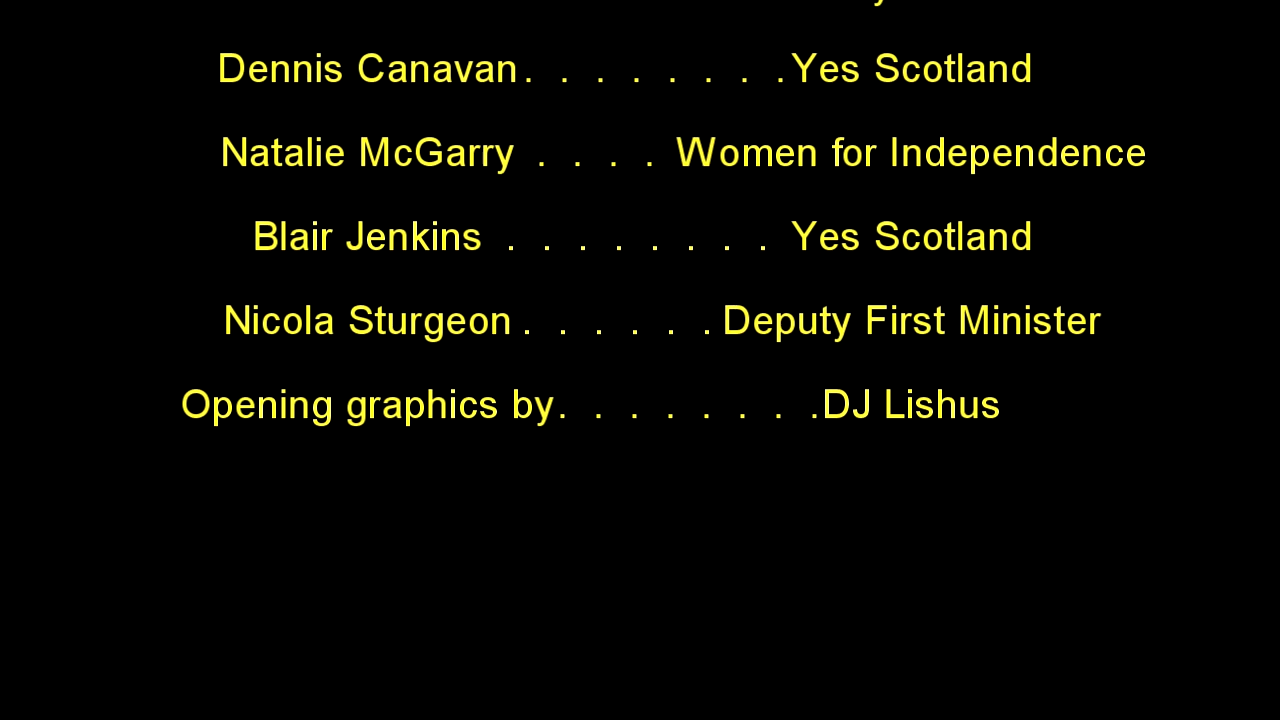 Dennis Canavan. . . . . . . .Yes Scotland
Natalie McGarry . . . . Women for Independence
Blair Jenkins . . . . . . . . Yes Scotland
Nicola Sturgeon . . . . . . Deputy First Minister
Opening graphics by. . . . . . . .DJ Lishus